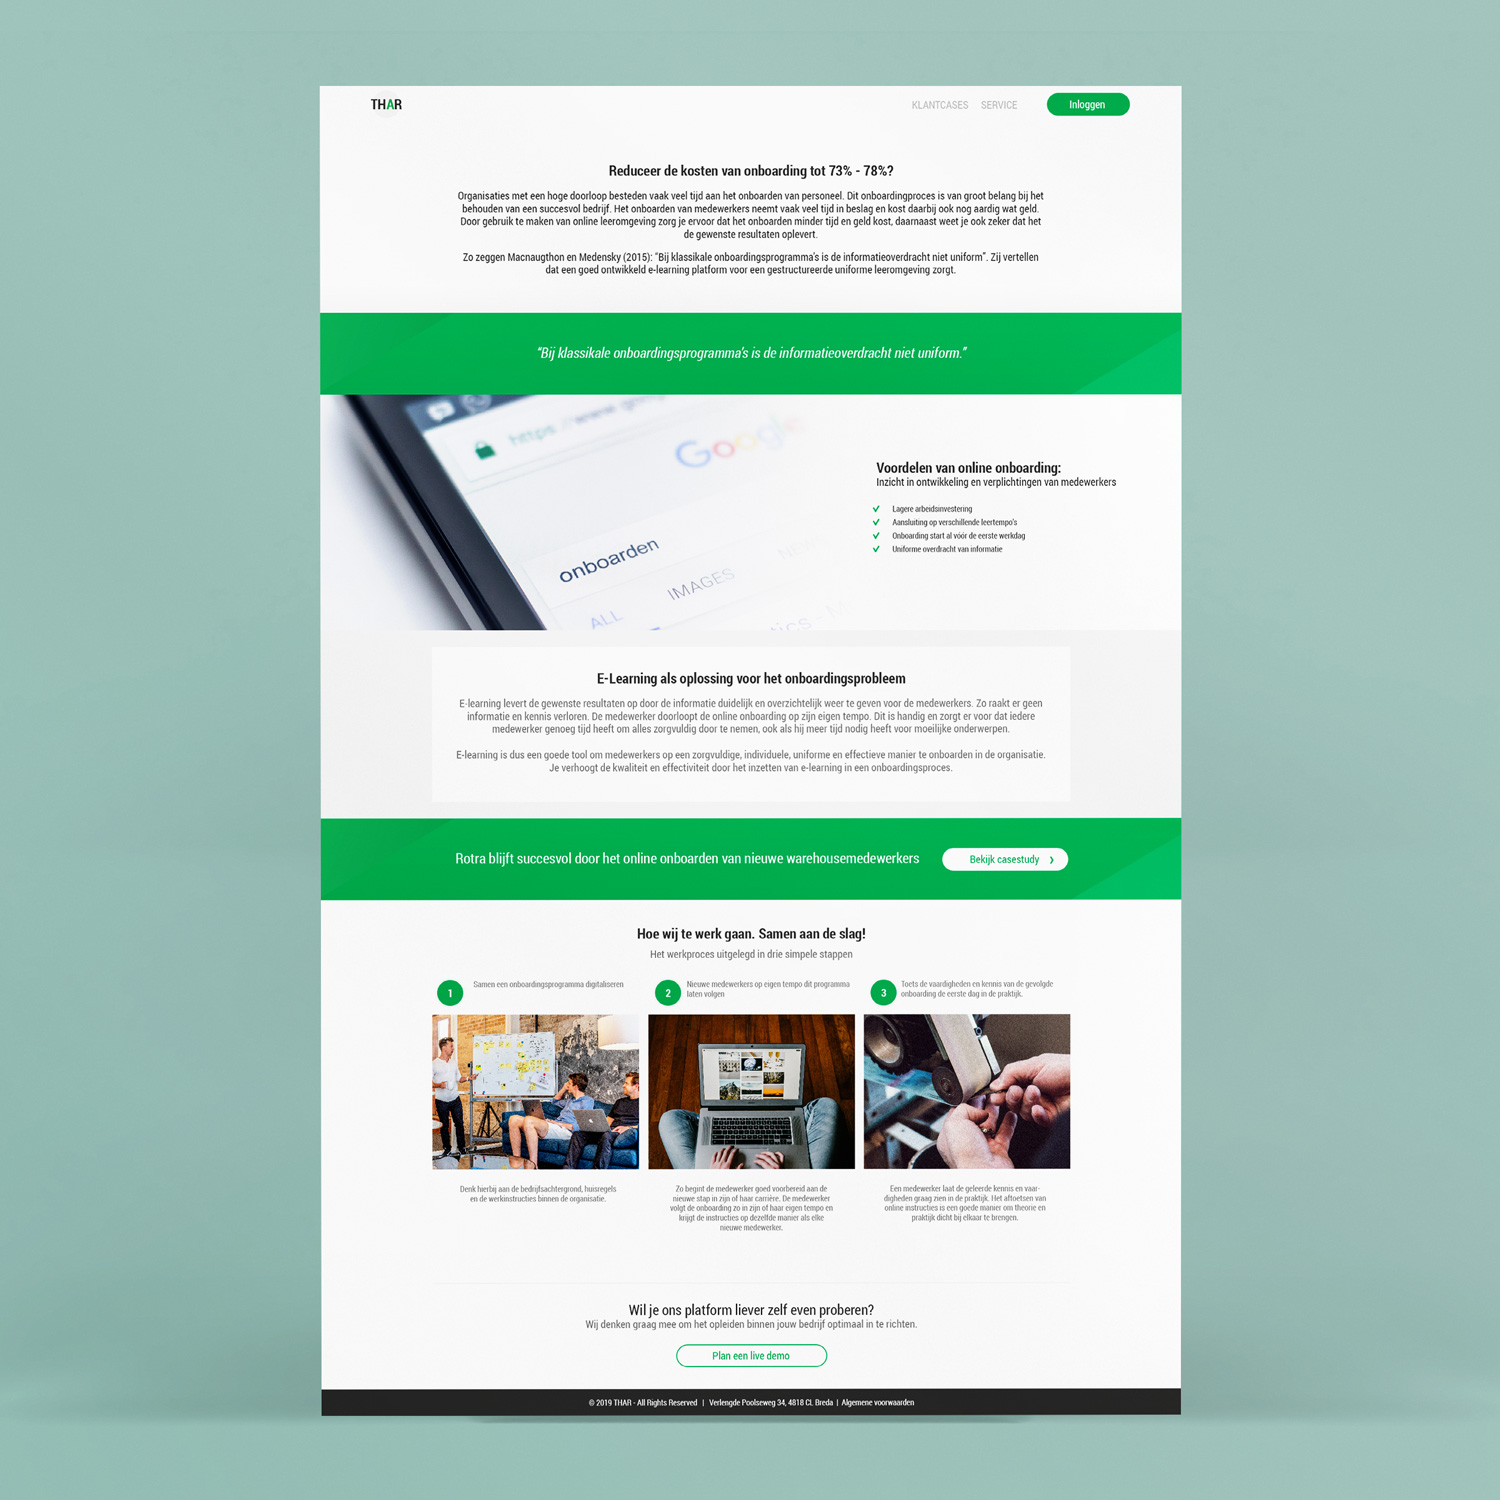 THAR
KLANTCASES SERVICE Inloggen
Reduceer de kosten van onboarding tot 73% - 78%?
Organisaties met een hoge doorloop besteden vaak veel tijd aan het onboarden van personeel. Dit onboardingproces is van groot belang bij het
behouden van een succesvol bedrijf. Het onboarden van medewerkers neemt vaak veel tijd in beslag en kost daarbij ook nog aardig wat geld.
Door gebruik te maken van online leeromgeving zorg je ervoor dat het onboarden minder tijd en geld kost, daarnaast weet je ook zeker dat het
de gewenste resultaten oplevert.
Zo zeggen Macnaugthon en Medensky (2015): "Bij klassikale onboardingsprogramma's is de informatieoverdracht niet uniform". Zij vertellen
dat een goed ontwikkeld e-learning platform voor een gestructureerde uniforme leeromgeving zorgt.
"Bij klassikale onboardingsprogramma's is de informatieoverdracht niet uniform."
https://www.goog
Google
onboarden
ALL IMAGES NEW
Voordelen van online onboarding:
Inzicht in ontwikkeling en verplichtingen van medewerkers
Lagere arbeidsinvestering
Aansluiting op verschillende leertempo's
Onboarding start al vóór de eerste werkdag
Uniforme overdracht van informatie
E-Learning als oplossing voor het onboardingsprobleem
E-learning levert de gewenste resultaten op door de informatie duidelijk en overzichtelijk weer te geven voor de medewerkers. Zo raakt er geen
informatie en kennis verloren. De medewerker doorloopt de online onboarding op zijn eigen tempo. Dit is handig en zorgt er voor dat iedere
medewerker genoeg tijd heeft om alles zorgvuldig door te nemen, ook als hij meer tijd nodig heeft voor moeilijke onderwerpen.
E-learning is dus een goede tool om medewerkers op een zorgvuldige, individuele, uniforme en effectieve manier te onboarden in de organisatie.
Je verhoogt de kwaliteit en effectiviteit door het inzetten van e-learning in een onboardingsproces.
Rotra blijft succesvol door het online onboarden van nieuwe warehousemedewerkers
Bekijk casestudy ›
Hoe wij te werk gaan. Samen aan de slag!
Het werkproces uitgelegd in drie simpele stappen
1
Samen een onboardingsprogramma digitaliseren
2
Nieuwe medewerkers op eigen tempo dit programma
laten volgen
3
Toets de vaardigheden en kennis van de gevolgde
onboarding de eerste dag in de praktijk.
Denk hierbij aan de bedrijfsachtergrond, huisregels
en de werkinstructies binnen de organisatie.
Zo begint de medewerker goed voorbereid aan de
nieuwe stap in zijn of haar carrière. De medewerker
volgt de onboarding zo in zijn of haar eigen tempo en
krijgt de instructies op dezelfde manier als elke
nieuwe medewerker.
Een medewerker laat de geleerde kennis en vaar-
digheden graag zien in de praktijk. Het aftoetsen van
online instructies is een goede manier om theorie en
praktijk dicht bij elkaar te brengen.
Wil je ons platform liever zelf even proberen?
Wij denken graag mee om het opleiden binnen jouw bedrijf optimaal in te richten.
Plan een live demo
© 2019 THAR - All Rights Reserved | Verlengde Poolseweg 34, 4818 CL Breda | Algemene voorwaarden